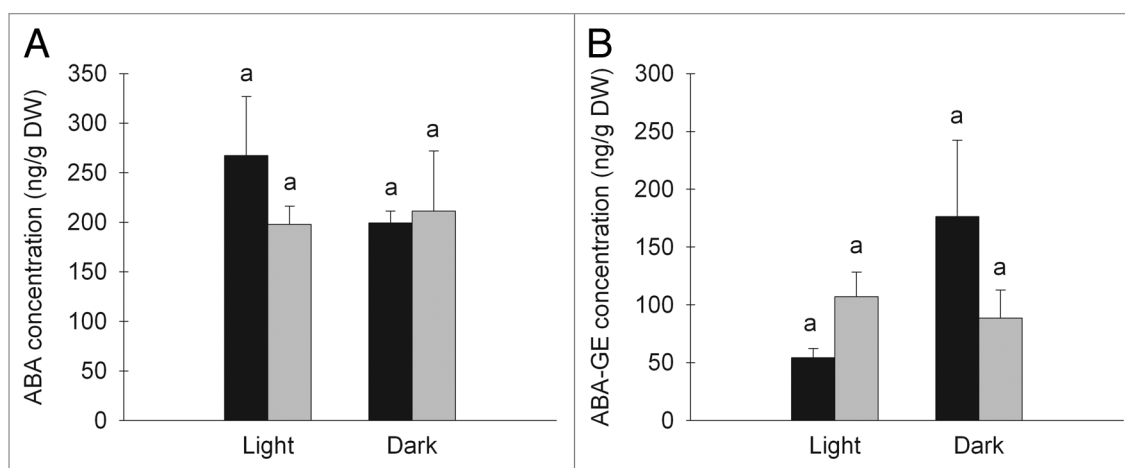 A
ABA concentration (ng/g DW)
350
300
250
200
150
100
50
0
a
a
a
a
Light
Dark
B
ABA-GE concentration (ng/g DW)
300
250
200
150
100
50
0
a
a
a
a
Light
Dark